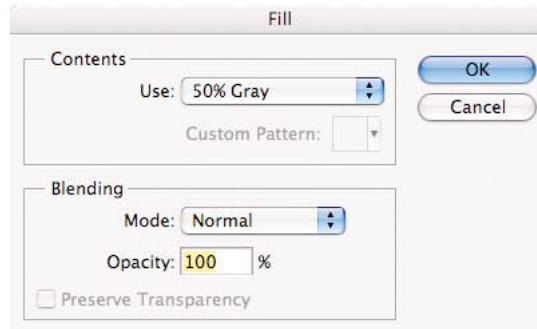 Fill
Contents
Use: 50% Gray
Custom Pattern:
OK
Cancel
Blending
Mode: Normal
Opacity: 100 %
Preserve Transparency